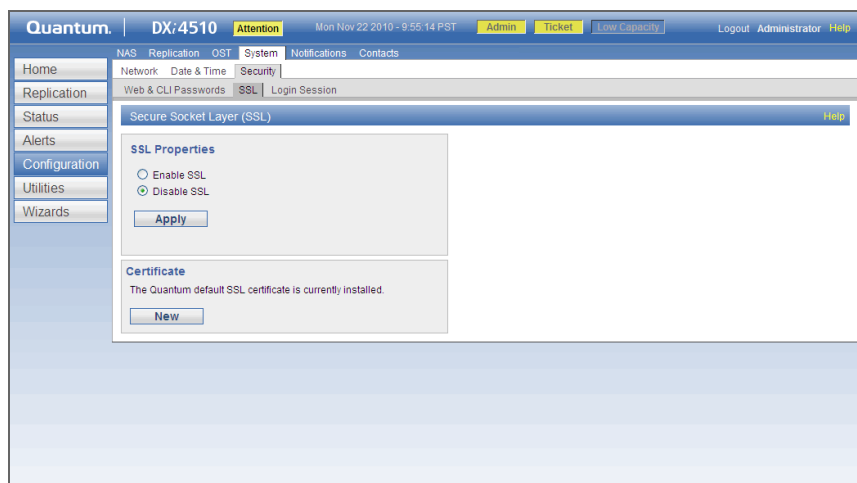 Quantum. DXi4510 Attention Mon Nov 22 2010 - 9:55:14 PST Admin Ticket Low Capacity Logout Administrator Help
NAS Replication OST System Notifications Contacts
Home
Network Date & Time Security
Replication
Web & CLI Passwords SSL Login Session
Status
Secure Socket Layer (SSL) Help
Alerts
SSL Properties
Configuration
Enable SSL
Utilities
Disable SSL
Wizards
Apply
Certificate
The Quantum default SSL certificate is currently installed.
New